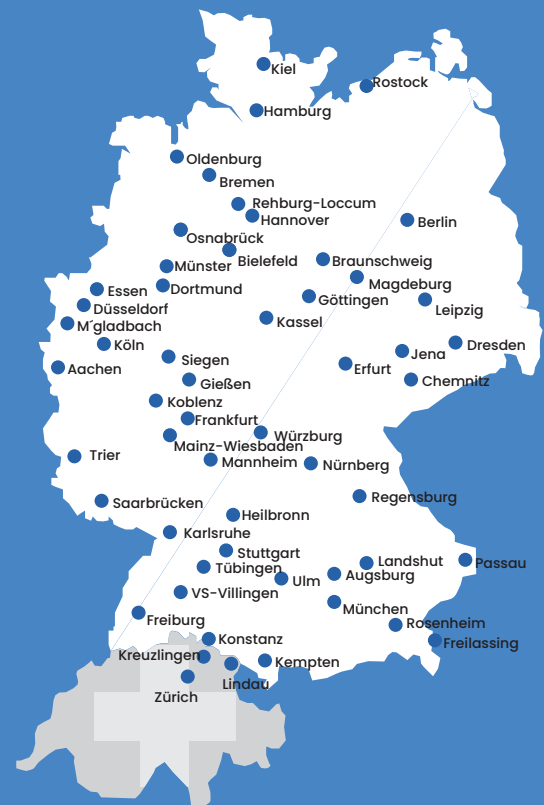 Kiel
Rostock
Hamburg
Oldenburg
Bremen
Rehburg-Loccum
Hannover
Berlin
Osnabrück
Bielefeld
Braunschweig
Münster
Magdeburg
Dortmund
Essen
Göttingen
Düsseldorf
Leipzig
M´gladbach
Kassel
Köln
Dresden
Jena
Siegen
Aachen
Erfurt
Gießen
Chemnitz
Koblenz
Frankfurt
Würzburg
Mainz-Wiesbaden
Trier
Mannheim
Nürnberg
Regensburg
Saarbrücken
Heilbronn
Karlsruhe
Stuttgart
Landshut
Passau
Tübingen
Augsburg
Ulm
VS-Villingen
München
Freiburg
Rosenheim
Konstanz
Freilassing
Kreuzlingen
Kempten
Lindau
Zürich